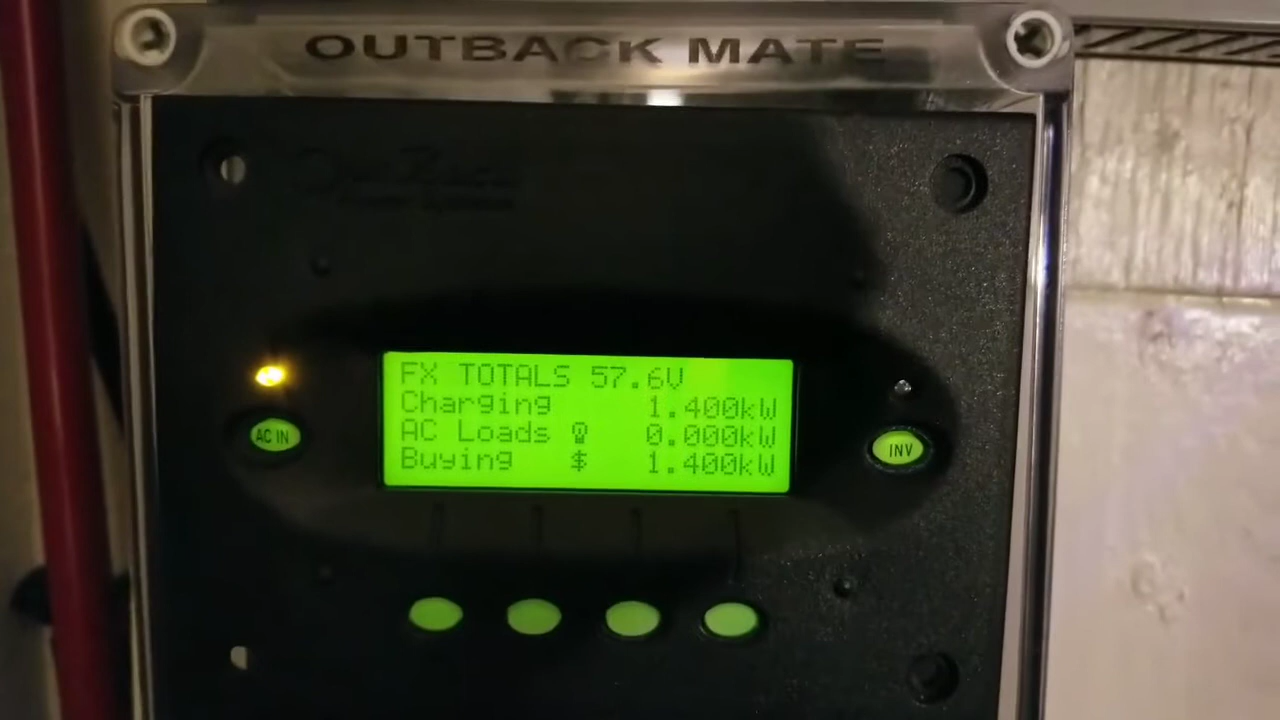 OUTBACK MATE
FX TOTALS 57.6V
Charging 1.400kW
AC Loads 0.000kW
Buying $ 1.400kW
AC IN
INV